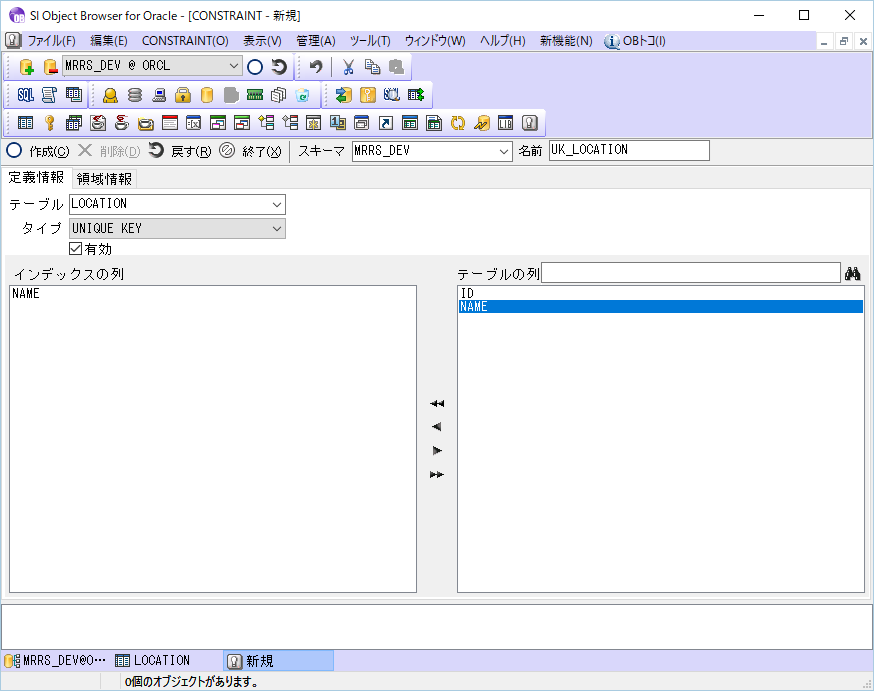 SI Object Browser for Oracle - [CONSTRAINT - 新規]
ファイル(F) 編集(E) CONSTRAINT(O) 表示(V) 管理(A) ツール(T) ウィンドウ(W) ヘルプ(H) 新機能(N) OBトコ(I)
MRRS_DEV @ ORCL
SQL
作成(C) 削除(D) 戻す(R) 終了(X) スキーマ MRRS_DEV 名前 UK_LOCATION
定義情報 領域情報
テーブル LOCATION
タイプ UNIQUE KEY
有効
インデックスの列 テーブルの列
NAME
ID
NAME
MRRS_DEV@O… LOCATION 新規
0個のオブジェクトがあります。